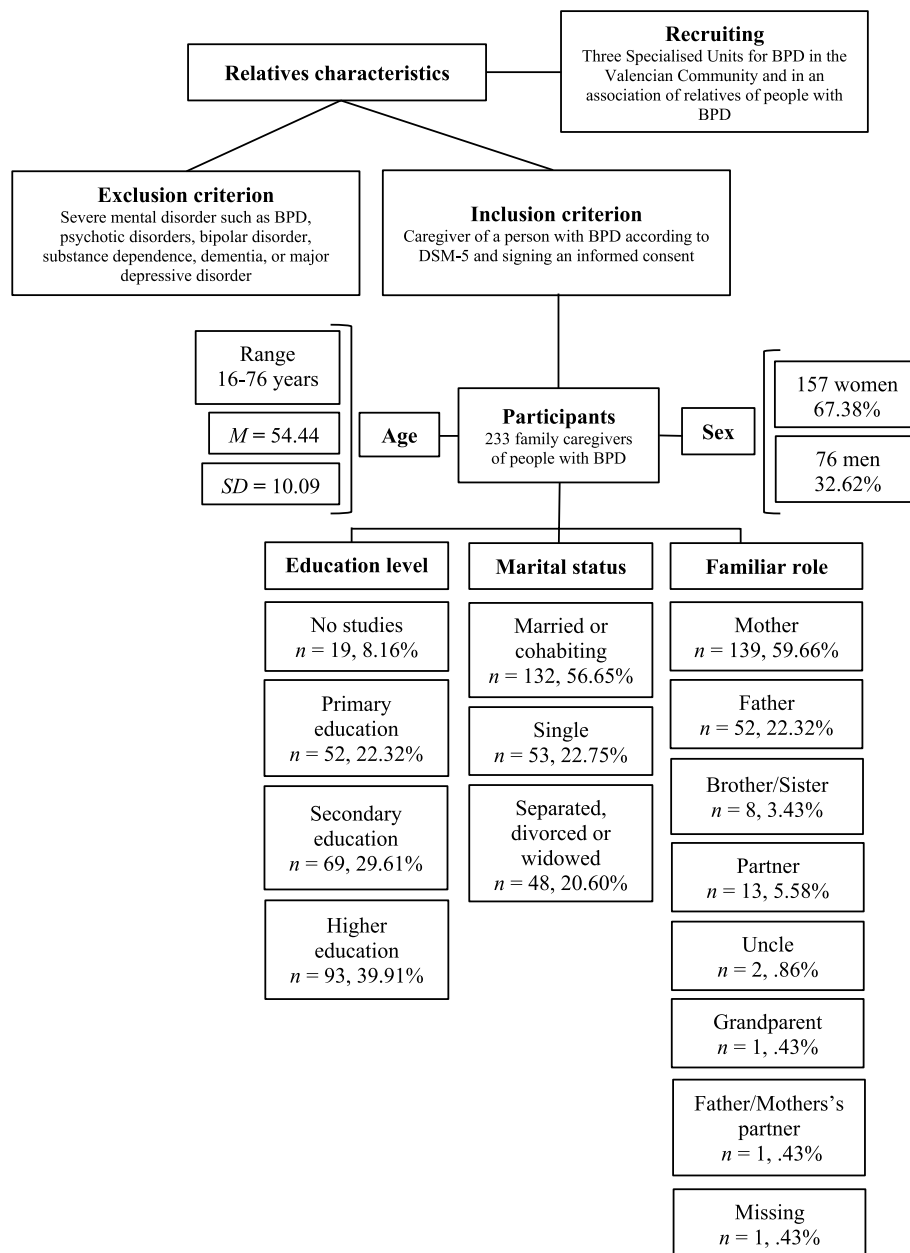 Recruiting
Three Specialised Units for BPD in the
Valencian Community and in an
association of relatives of people with
BPD
Relatives characteristics
Exclusion criterion
Severe mental disorder such as BPD,
psychotic disorders, bipolar disorder,
substance dependence, dementia, or major
depressive disorder
Inclusion criterion
Caregiver of a person with BPD according to
DSM-5 and signing an informed consent
Range
16-76 years
M = 54.44
SD = 10.09
Age
Participants
233 family caregivers
of people with BPD
Sex
157 women
67.38%
76 men
32.62%
Education level
No studies
n = 19, 8.16%
Primary
education
n = 52, 22.32%
Secondary
education
n = 69, 29.61%
Higher
education
n = 93, 39.91%
Marital status
Married or
cohabiting
n = 132, 56.65%
Single
n = 53, 22.75%
Separated,
divorced or
widowed
n = 48, 20.60%
Familiar role
Mother
n = 139, 59.66%
Father
n = 52, 22.32%
Brother/Sister
n = 8, 3.43%
Partner
n = 13, 5.58%
Uncle
n = 2, .86%
Grandparent
n = 1, .43%
Father/Mothers's
partner
n = 1, .43%
Missing
n = 1, .43%